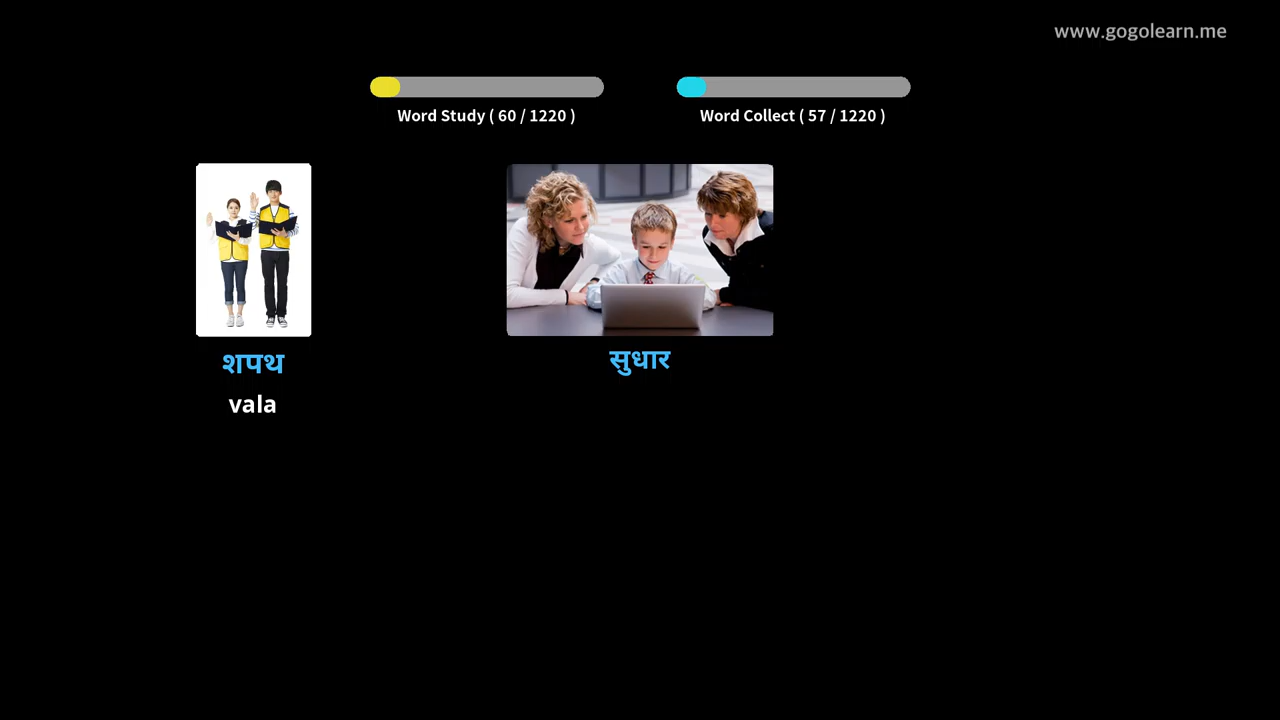 www.gogolearn.me
Word Study ( 60 / 1220 )
Word Collect ( 57 / 1220 )
शपथ
vala
सुधार